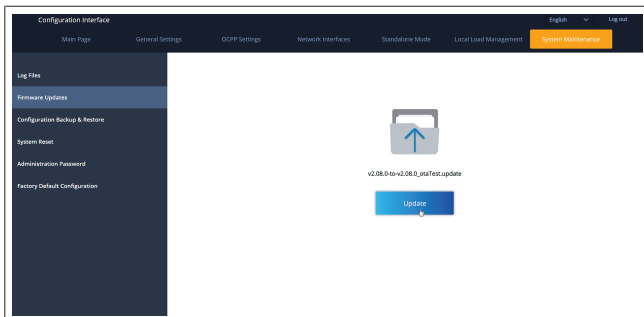 Configuration Interface
English
Log out
Main Page
General Settings
OCPP Settings
Network Interfaces
Standalone Mode
Local Load Management
System Maintenance
Log Files
Firmware Updates
Configuration Backup & Restore
System Reset
Administration Password
Factory Default Configuration
v2.08.0-to-v2.08.0_otaTest.update
Update